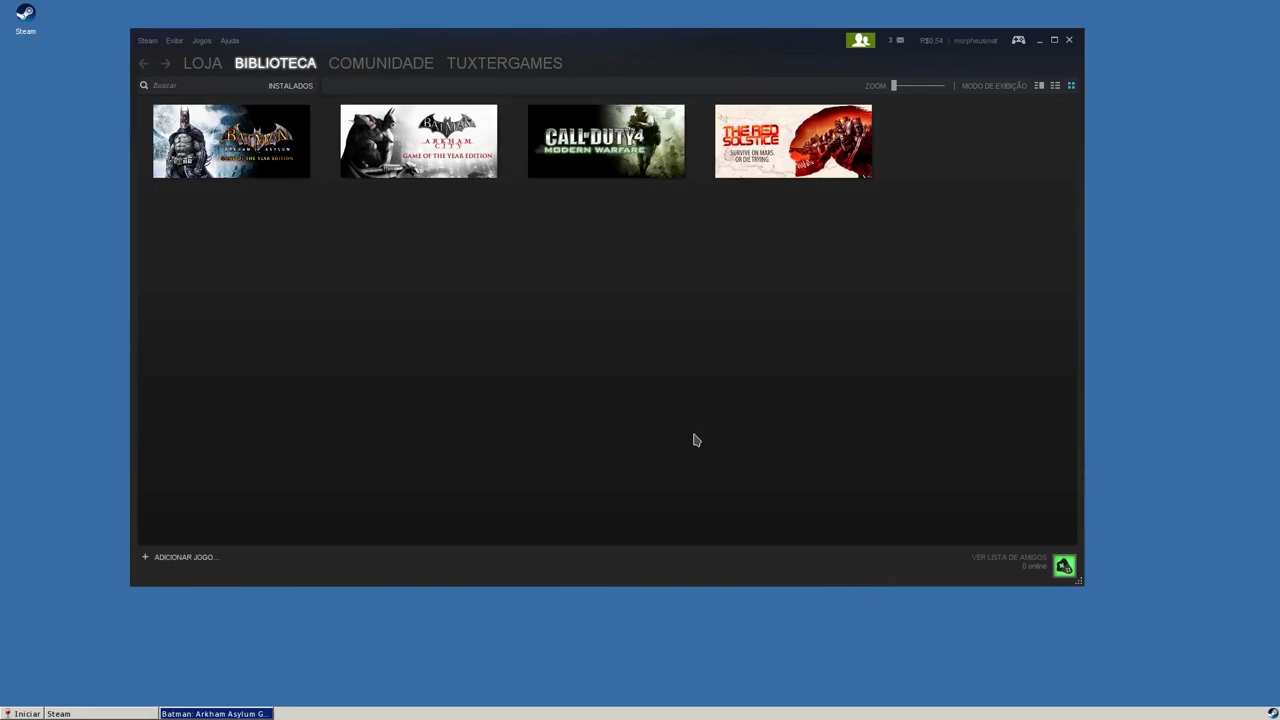 Steam
Steam Exibir Jogos Ajuda
3
R$0,54 | morpheusmat
LOJA BIBLIOTECA COMUNIDADE TUXTERGAMES
Buscar INSTALADOS
ZOOM | MODO DE EXIBIÇÃO
BATMAN
ARKHAM ASYLUM
GAME OF THE YEAR EDITION
BATMAN
ARKHAM
CITY
GAME OF THE YEAR EDITION
CALL OF DUTY 4
MODERN WARFARE
THE RED
SOLSTICE
SURVIVE ON MARS.
OR DIE TRYING.
+ ADICIONAR JOGO...
VER LISTA DE AMIGOS
0 online
Iniciar Steam Batman: Arkham Asylum G...